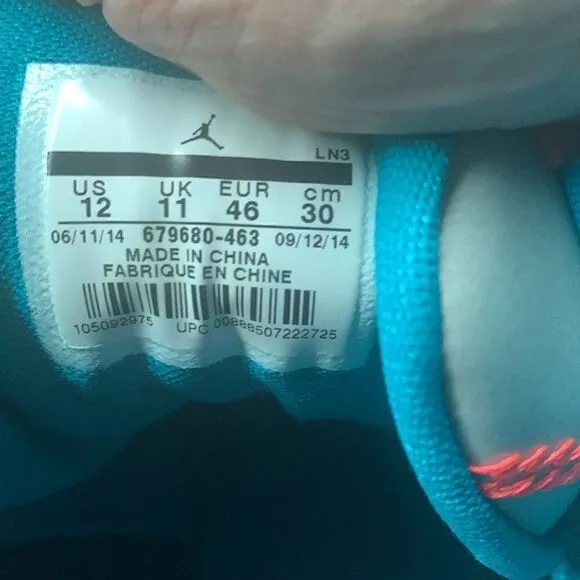 LN3
US UK EUR cm
12 11 46 30
06/11/14 679680-463 09/12/14
MADE IN CHINA
FABRIQUE EN CHINE
105092975 UPC 00888507222725